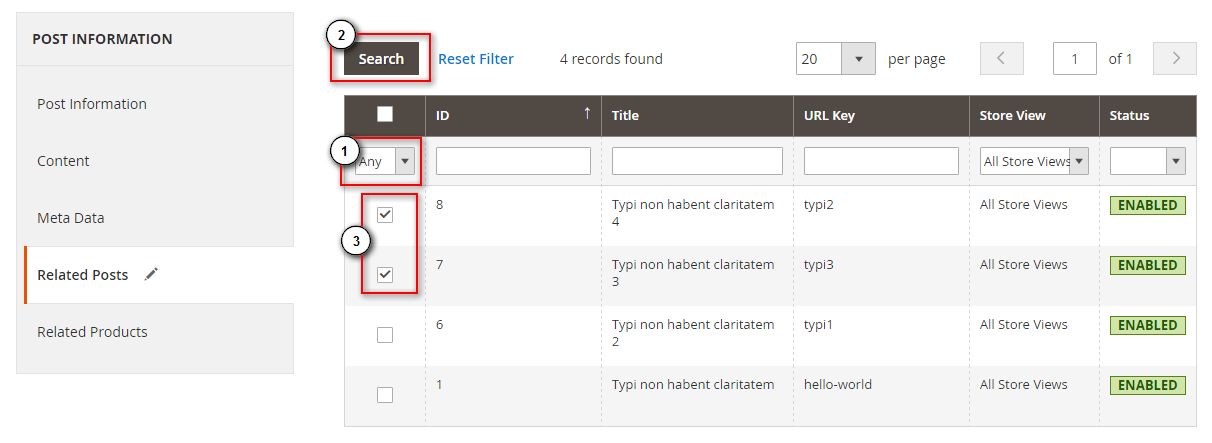 POST INFORMATION
Post Information
Content
Meta Data
Related Posts
Related Products
2
Search Reset Filter 4 records found 20 per page 1 of 1
ID ↑ Title URL Key Store View Status
1
Any All Store Views
8 Typi non habent claritatem typi2 All Store Views ENABLED
4
3
7 Typi non habent claritatem typi3 All Store Views ENABLED
3
6 Typi non habent claritatem typi1 All Store Views ENABLED
2
1 Typi non habent claritatem hello-world All Store Views ENABLED